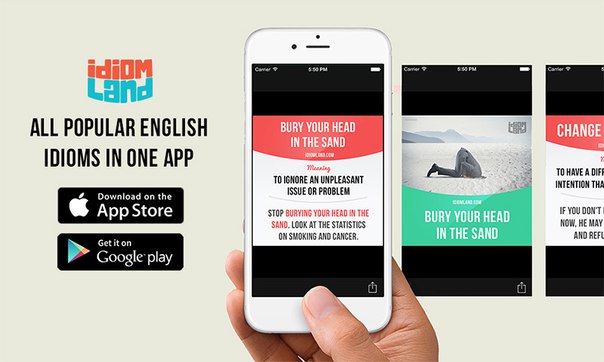 idiom
Land
ALL POPULAR ENGLISH
IDIOMS IN ONE APP
Download on the
App Store
Get it on
Google play
Carrier
5:56 PM
BURY YOUR HEAD
IN THE SAND
IDIOMLAND.COM
Meaning
TO IGNORE AN UNPLEASANT
ISSUE OR PROBLEM
STOP BURYING YOUR HEAD IN THE
SAND. LOOK AT THE STATISTICS
ON SMOKING AND CANCER.
Carrier
5:50 PM
idiom
Land
IDIOMLAND.COM
BURY YOUR HEAD
IN THE SAND
Carrier
CHANGE
TO HAVE A DIFF
INTENTION THA
IF YOU DON'T
NOW, HE MAY
AND REFL